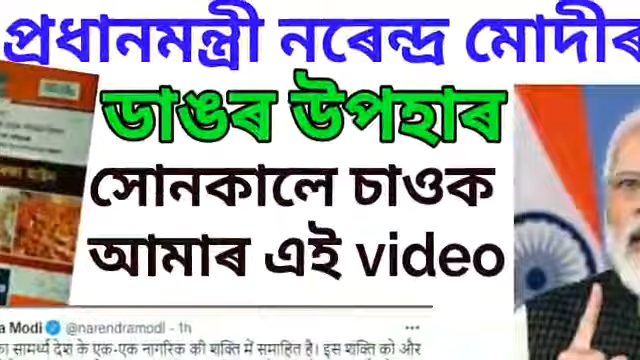 প্ৰধানমন্ত্ৰী নৰেন্দ্ৰ মোদীৰ
ডাঙৰ উপহাৰ
সোনকালে চাওক
আমাৰ এই video
a Modi @narendramodi - 1h
का सामर्थ्य देश के एक-एक नागरिक की शक्ति में समाहित है। इस शक्ति को और